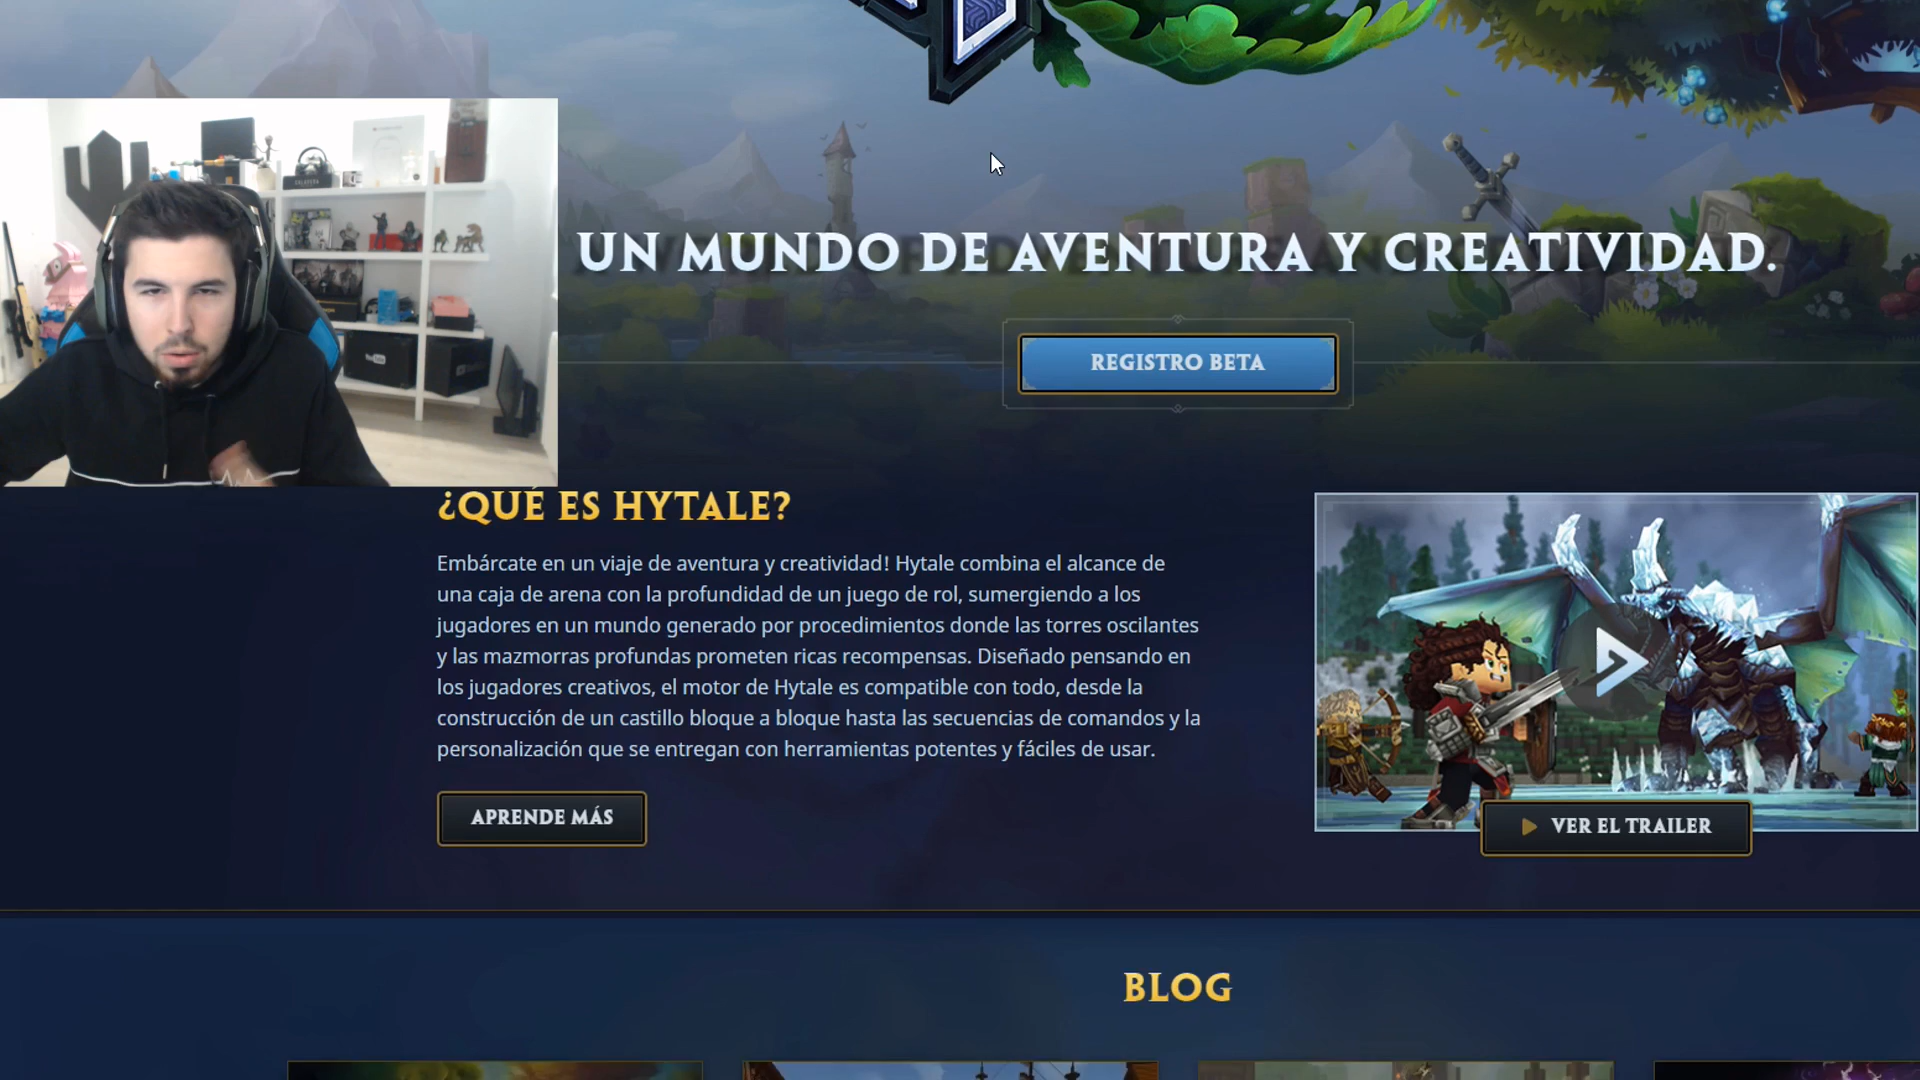 UN MUNDO DE AVENTURA Y CREATIVIDAD.
REGISTRO BETA
¿QUÉ ES HYTALE?
Embárcate en un viaje de aventura y creatividad! Hytale combina el alcance de
una caja de arena con la profundidad de un juego de rol, sumergiendo a los
jugadores en un mundo generado por procedimientos donde las torres oscilantes
y las mazmorras profundas prometen ricas recompensas. Diseñado pensando en
los jugadores creativos, el motor de Hytale es compatible con todo, desde la
construcción de un castillo bloque a bloque hasta las secuencias de comandos y la
personalización que se entregan con herramientas potentes y fáciles de usar.
APRENDE MÁS
VER EL TRAILER
BLOG